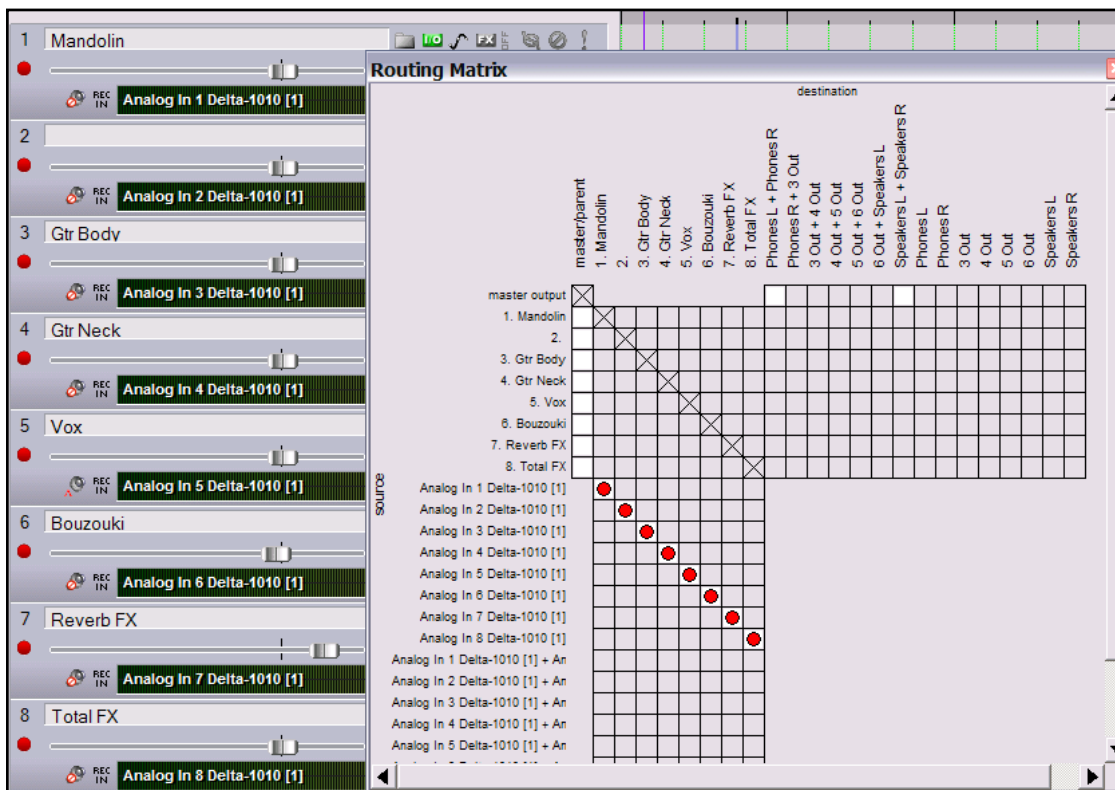 1 Mandolin
I/O FX OFF
REC IN Analog In 1 Delta-1010 [1]
2
REC IN Analog In 2 Delta-1010 [1]
3 Gtr Body
REC IN Analog In 3 Delta-1010 [1]
4 Gtr Neck
REC IN Analog In 4 Delta-1010 [1]
5 Vox
REC IN Analog In 5 Delta-1010 [1]
6 Bouzouki
REC IN Analog In 6 Delta-1010 [1]
7 Reverb FX
REC IN Analog In 7 Delta-1010 [1]
8 Total FX
REC IN Analog In 8 Delta-1010 [1]
Routing Matrix
destination
master/parent
1. Mandolin
2.
3. Gtr Body
4. Gtr Neck
5. Vox
6. Bouzouki
7. Reverb FX
8. Total FX
Phones L + Phones R
Phones R + 3 Out
3 Out + 4 Out
4 Out + 5 Out
5 Out + 6 Out
6 Out + Speakers L
Speakers L + Speakers R
Phones L
Phones R
3 Out
4 Out
5 Out
6 Out
Speakers L
Speakers R
source
master output
1. Mandolin
2.
3. Gtr Body
4. Gtr Neck
5. Vox
6. Bouzouki
7. Reverb FX
8. Total FX
Analog In 1 Delta-1010 [1]
Analog In 2 Delta-1010 [1]
Analog In 3 Delta-1010 [1]
Analog In 4 Delta-1010 [1]
Analog In 5 Delta-1010 [1]
Analog In 6 Delta-1010 [1]
Analog In 7 Delta-1010 [1]
Analog In 8 Delta-1010 [1]
Analog In 1 Delta-1010 [1] + An
Analog In 2 Delta-1010 [1] + An
Analog In 3 Delta-1010 [1] + An
Analog In 4 Delta-1010 [1] + An
Analog In 5 Delta-1010 [1] + An